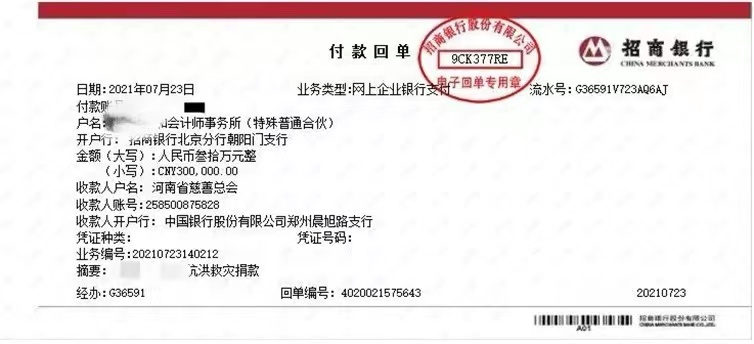 招商银行
CHINA MERCHANTS BANK
付款回单
招商银行股份有限公司
9CK377RE
电子回单专用章
日期:2021年07月23日 业务类型:网上企业银行支付 流水号:G36591V723AQ6AJ
付款账
户名 和会计师事务所（特殊普通合伙）
开户行: 招商银行北京分行朝阳门支行
金额（大写）:人民币叁拾万元整
（小写）:CNY300,000.00
收款人户名: 河南省慈善总会
收款人账号:258500875828
收款人开户行: 中国银行股份有限公司郑州晨旭路支行
凭证种类: 凭证号码:
业务编号:20210723140212
摘要: 抗洪救灾捐款
经办:G36591 回单编号: 4020021575643 20210723
A01
招商银行股份有限公司
CHINA MERCHANTS BANK CO.,LTD